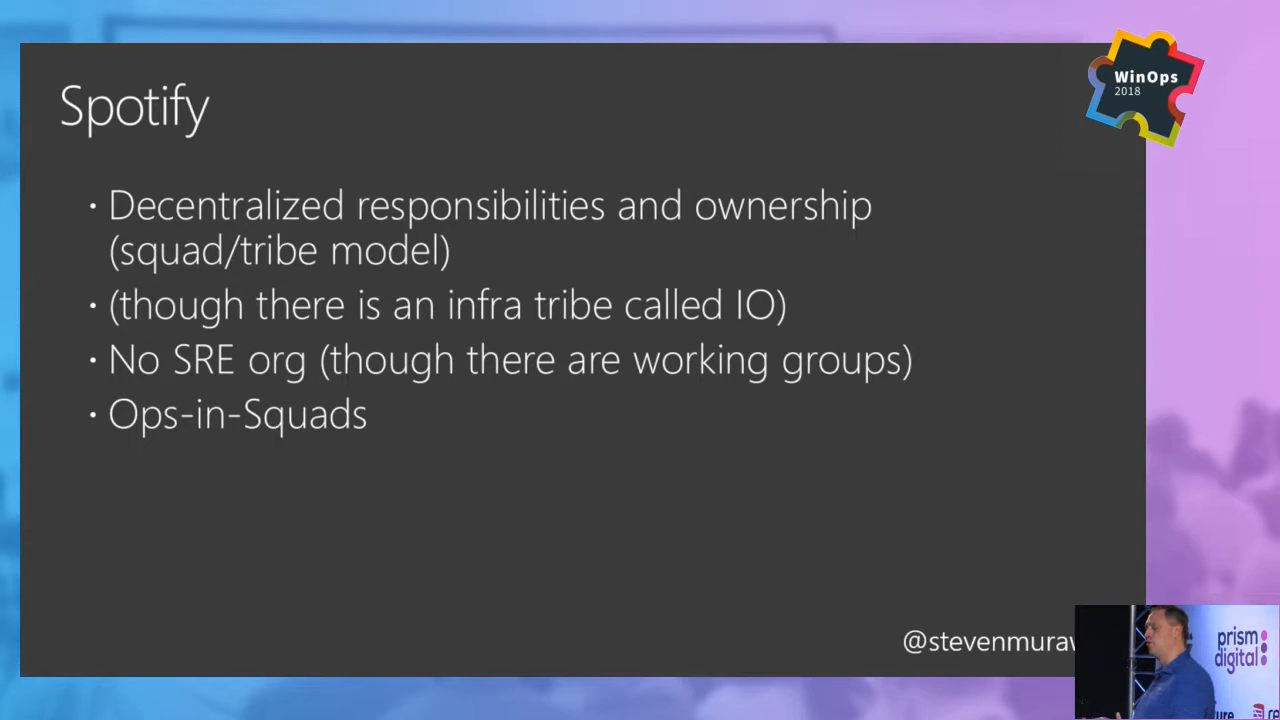 Spotify
WinOps
2018
· Decentralized responsibilities and ownership
(squad/tribe model)
· (though there is an infra tribe called IO)
· No SRE org (though there are working groups)
· Ops-in-Squads
prism
digital